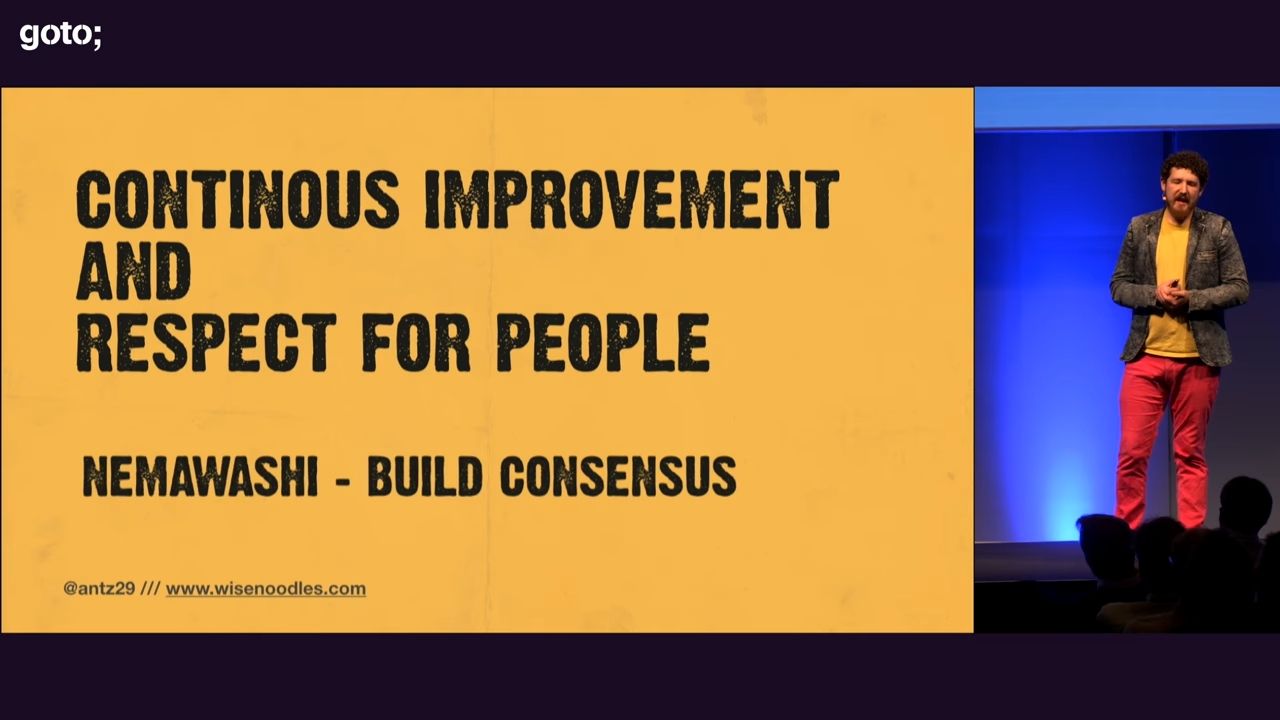 goto;
CONTINOUS IMPROVEMENT
AND
RESPECT FOR PEOPLE
NEMAWASHI - BUILD CONSENSUS
@antz29 /// www.wisenoodles.com